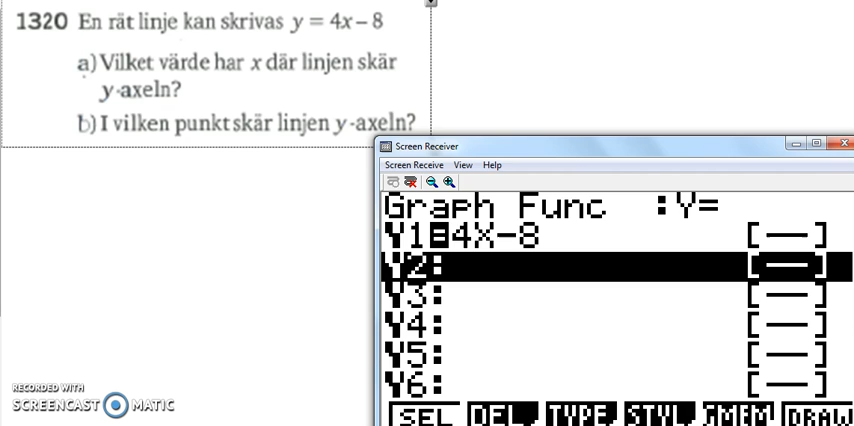 1320 En rät linje kan skrivas y = 4x – 8
a) Vilket värde har x där linjen skär
y-axeln?
b) I vilken punkt skär linjen y-axeln?
Screen Receiver
Screen Receive View Help
Graph Func :Y=
Y1=4X−8 [—]
Y2: [—]
Y3: [—]
Y4: [—]
Y5: [—]
Y6: [—]
SEL DEL TYPE STYL GMEM DRAW
RECORDED WITH
SCREENCAST O MATIC